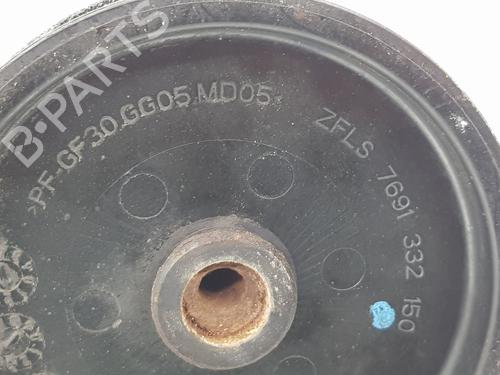 >PF-GF30.GG05.MD05<
ZFLS 7691 332 150
B-PARTS